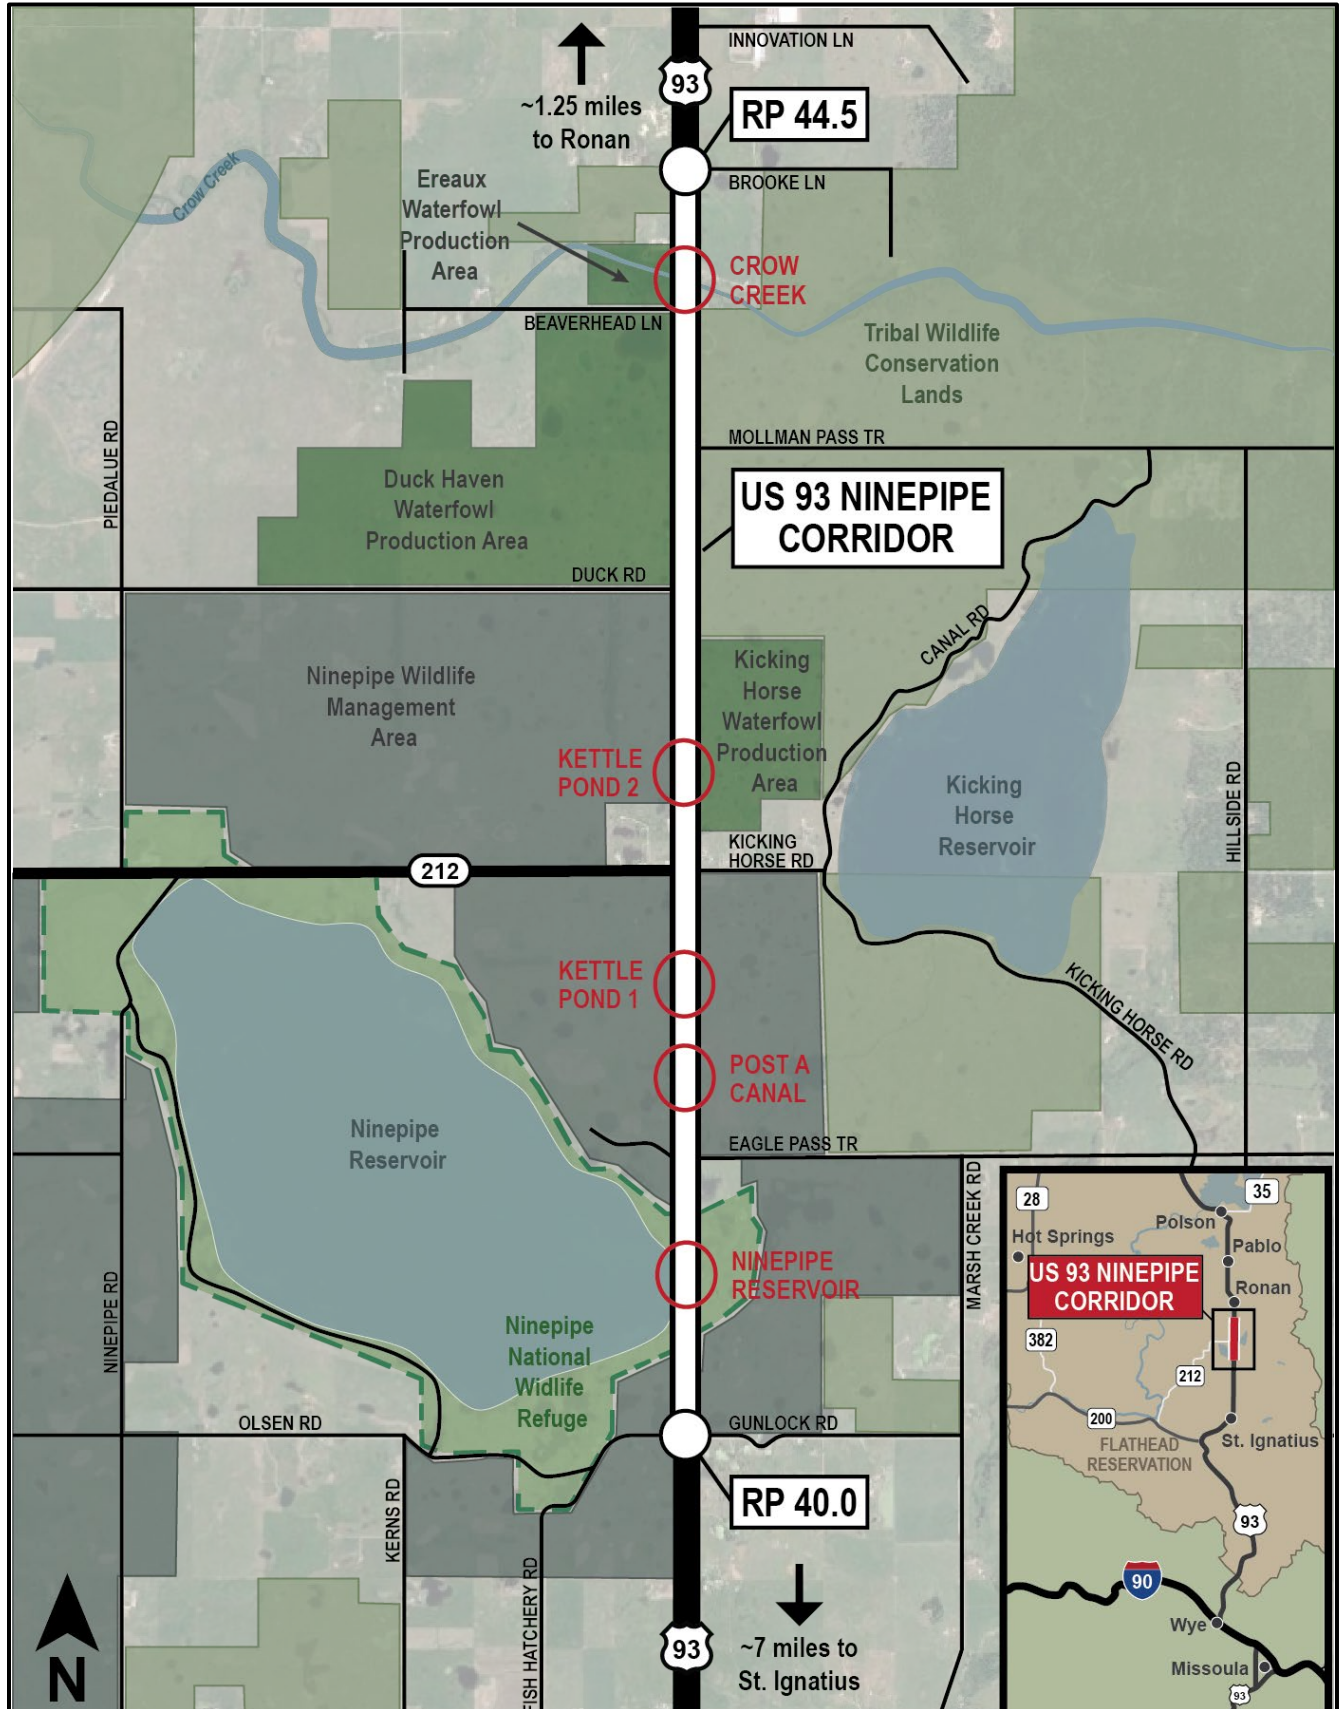 INNOVATION LN
93
~1.25 miles
to Ronan
RP 44.5
BROOKE LN
Crow Creek
Ereaux
Waterfowl
Production
Area
CROW
CREEK
BEAVERHEAD LN
Tribal Wildlife
Conservation
Lands
PIEDALUE RD
MOLLMAN PASS TR
Duck Haven
Waterfowl
Production Area
US 93 NINEPIPE
CORRIDOR
DUCK RD
CANAL RD
Ninepipe Wildlife
Management
Area
Kicking
Horse
Waterfowl
Production
Area
KETTLE
POND 2
Kicking
Horse
Reservoir
HILLSIDE RD
KICKING
HORSE RD
212
KETTLE
POND 1
KICKING HORSE RD
POST A
CANAL
Ninepipe
Reservoir
EAGLE PASS TR
MARSH CREEK RD
NINEPIPE
RESERVOIR
NINEPIPE RD
Ninepipe
National
Widlife
Refuge
OLSEN RD
GUNLOCK RD
RP 40.0
KERNS RD
FISH HATCHERY RD
93
~7 miles to
St. Ignatius
N
28
35
Polson
Hot Springs
Pablo
US 93 NINEPIPE
CORRIDOR
Ronan
382
212
200
St. Ignatius
FLATHEAD
RESERVATION
93
90
Wye
Missoula
93